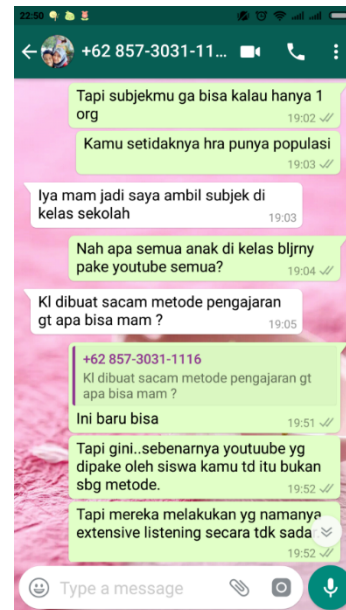 22:50
+62 857-3031-11...
Tapi subjekmu ga bisa kalau hanya 1
org
19:02
Kamu setidaknya hra punya populasi
19:03
Iya mam jadi saya ambil subjek di
kelas sekolah
19:03
Nah apa semua anak di kelas bljrny
pake youtube semua?
19:04
Kl dibuat sacam metode pengajaran
gt apa bisa mam ?
19:05
+62 857-3031-1116
Kl dibuat sacam metode pengajaran gt
apa bisa mam ?
Ini baru bisa
19:51
Tapi gini..sebenarnya youtuube yg
dipake oleh siswa kamu td itu bukan
sbg metode.
19:52
Tapi mereka melakukan yg namanya
extensive listening secara tdk sadar
19:52
Type a message